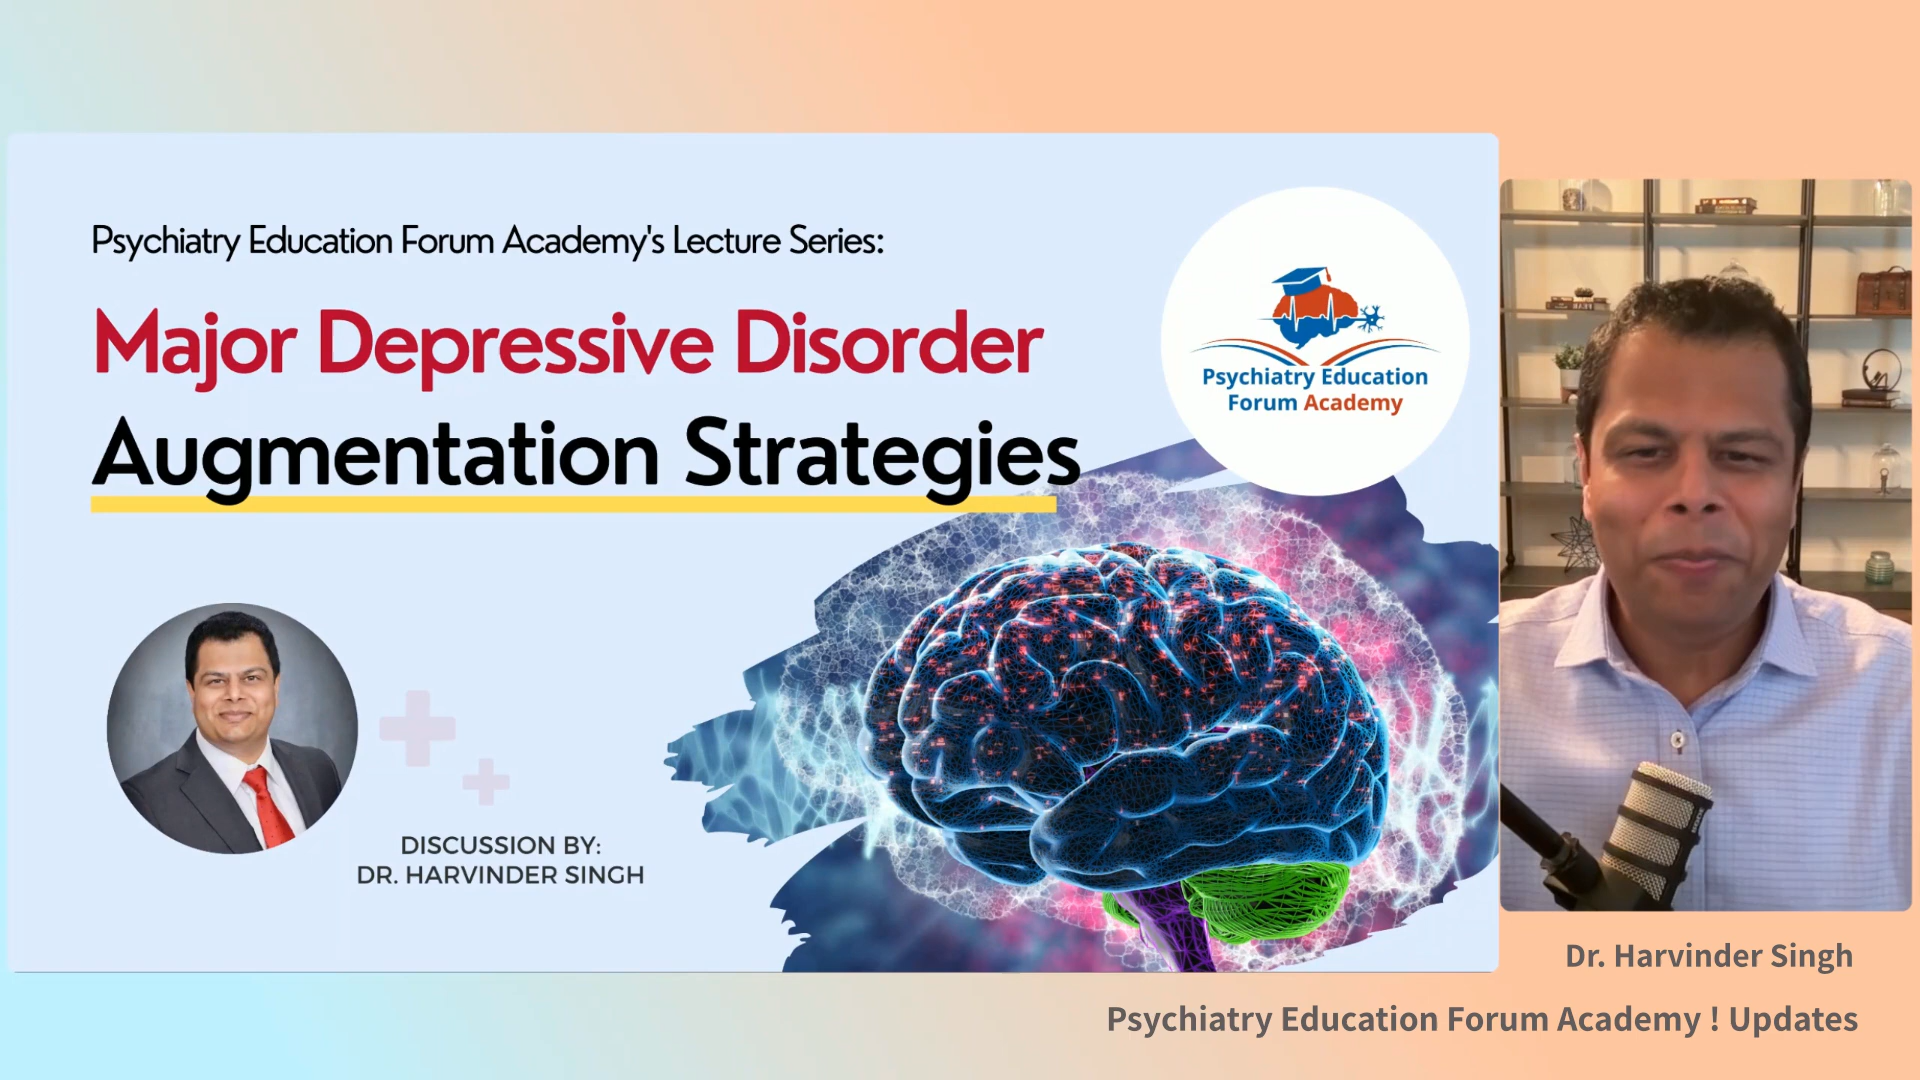 Psychiatry Education Forum Academy's Lecture Series:
Major Depressive Disorder
Augmentation Strategies
Psychiatry Education
Forum Academy
DISCUSSION BY:
DR. HARVINDER SINGH
Dr. Harvinder Singh
Psychiatry Education Forum Academy ! Updates